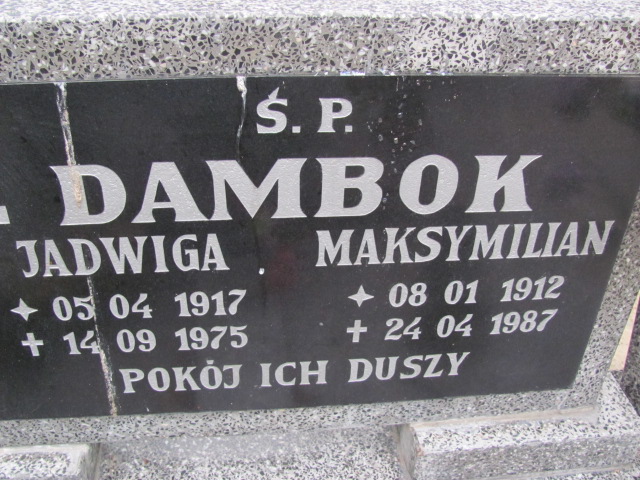 Ś. P.
DAMBOK
JADWIGA MAKSYMILIAN
05 04 1917 08 01 1912
14 09 1975 24 04 1987
POKÓJ ICH DUSZY